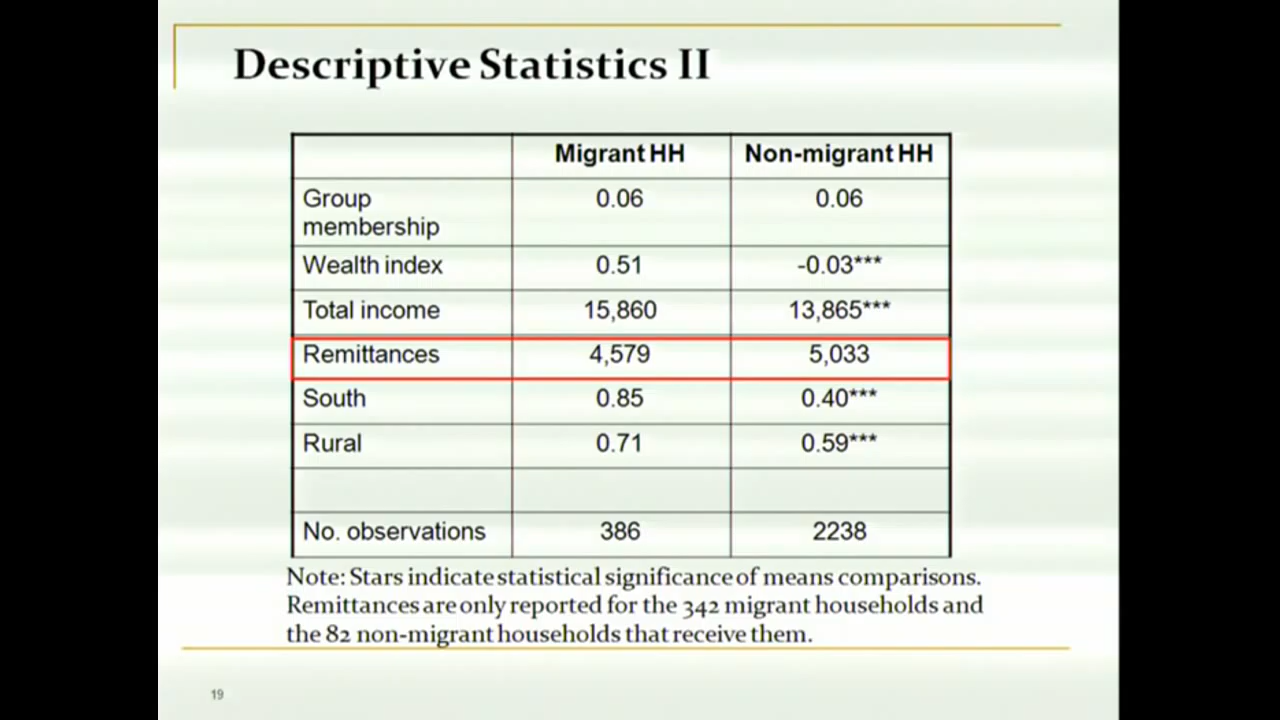 Descriptive Statistics II
Migrant HH Non-migrant HH
Group membership 0.06 0.06
Wealth index 0.51 -0.03***
Total income 15,860 13,865***
Remittances 4,579 5,033
South 0.85 0.40***
Rural 0.71 0.59***
No. observations 386 2238
Note: Stars indicate statistical significance of means comparisons.
Remittances are only reported for the 342 migrant households and
the 82 non-migrant households that receive them.
19